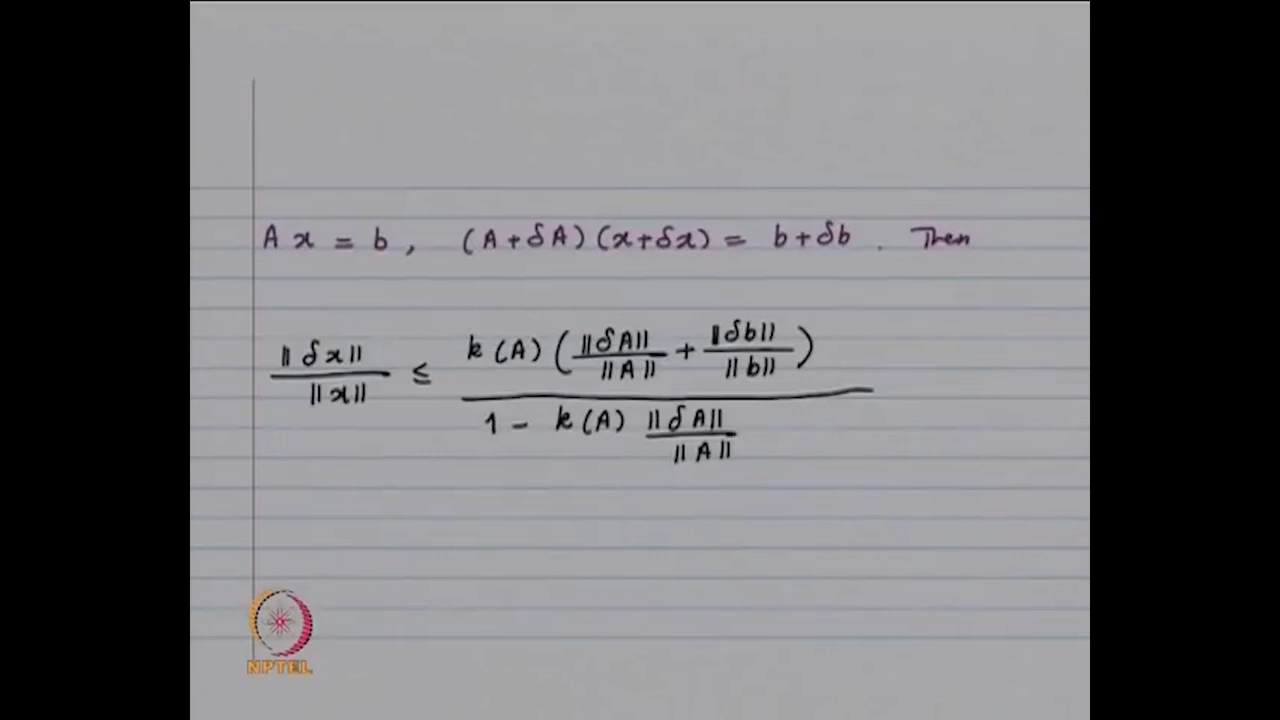 A x = b , (A + δA) (x + δx) = b + δb . Then
‖δx‖ / ‖x‖ ≤ k(A) ( ‖δA‖ / ‖A‖ + ‖δb‖ / ‖b‖ ) / 1 - k(A) ‖δA‖ / ‖A‖
NPTEL